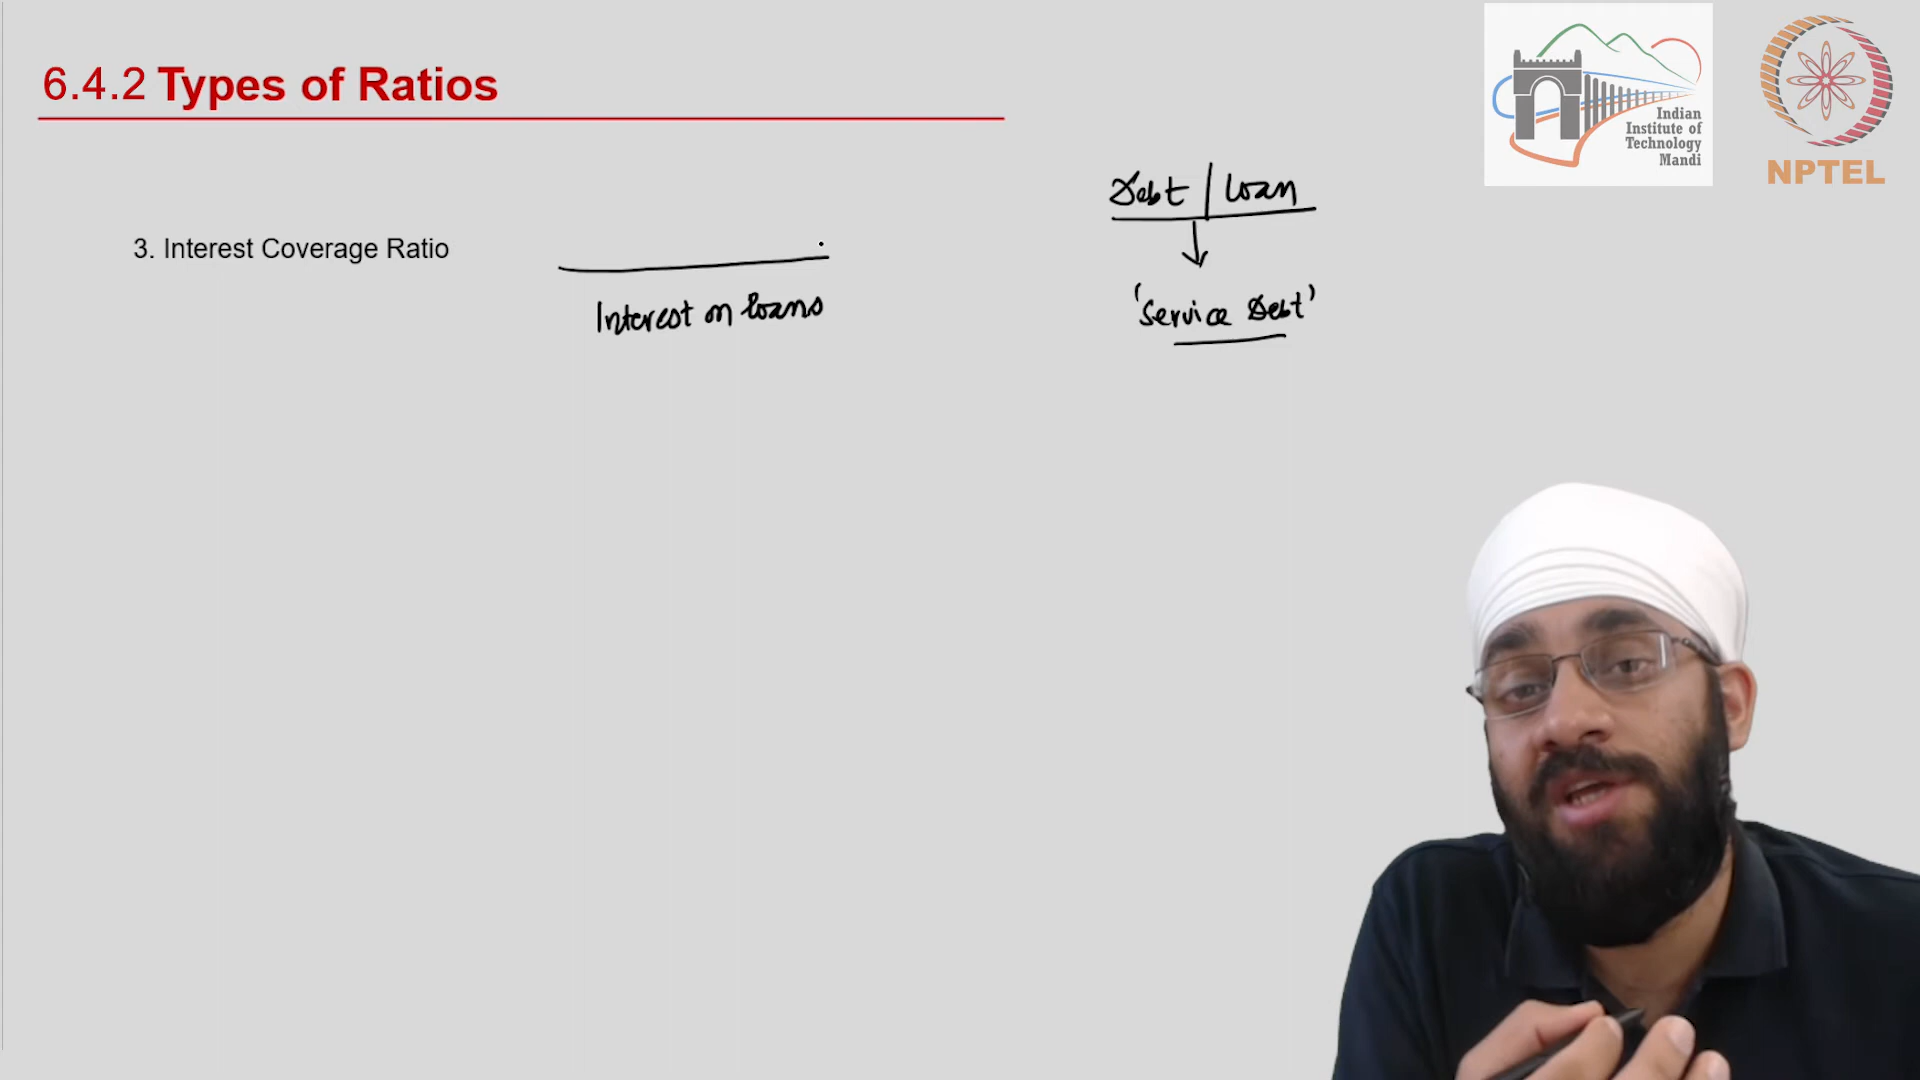 6.4.2 Types of Ratios
Indian
Institute of
Technology
Mandi
NPTEL
Debt | Loan
3. Interest Coverage Ratio
Interest on loans
'Service Debt'